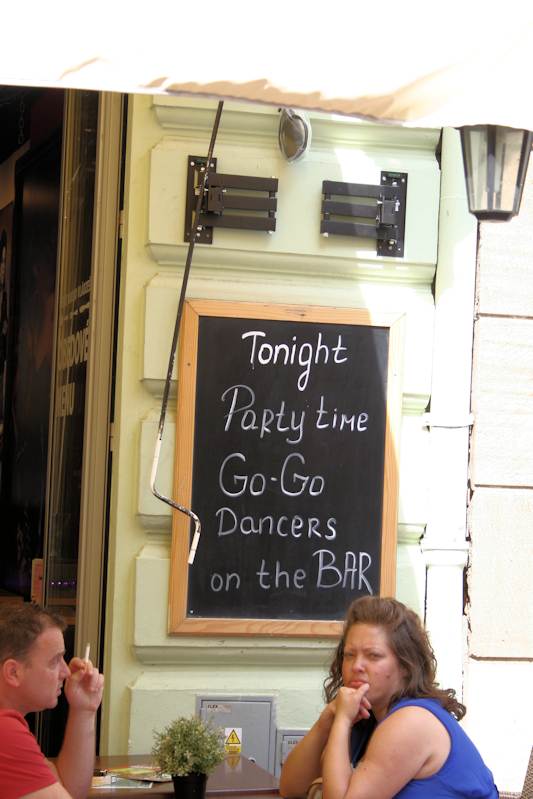 Tonight
Party time
Go-Go
Dancers
on the BAR